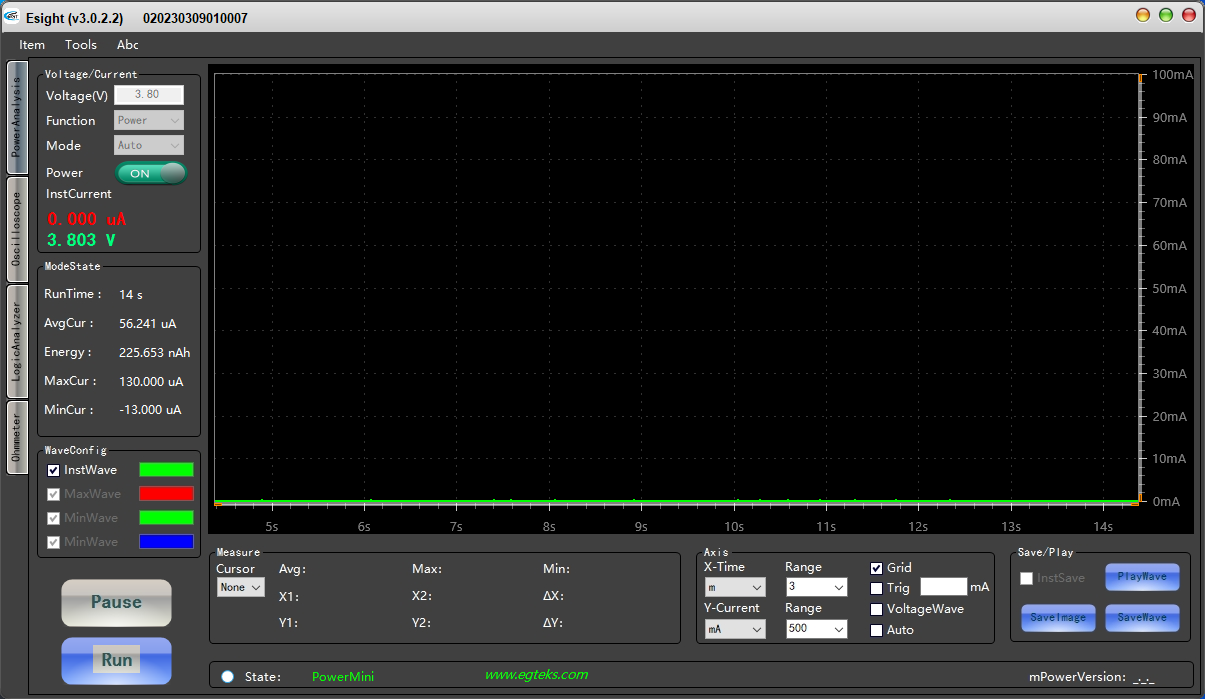 Esight (v3.0.2.2) 020230309010007
Item Tools Abc
PowerAnalysis
Oscilloscope
LogicAnalyzer
Ohmmeter
Voltage/Current
Voltage(V) 3.80
Function Power
Mode Auto
Power ON
InstCurrent
0.000 uA
3.803 V
ModeState
RunTime : 14 s
AvgCur : 56.241 uA
Energy : 225.653 nAh
MaxCur : 130.000 uA
MinCur : -13.000 uA
WaveConfig
InstWave
MaxWave
MinWave
MinWave
Pause
Run
100mA
90mA
80mA
70mA
60mA
50mA
40mA
30mA
20mA
10mA
0mA
5s 6s 7s 8s 9s 10s 11s 12s 13s 14s
Measure
Cursor Avg: Max: Min:
None
X1: X2: ΔX:
Y1: Y2: ΔY:
Axis
X-Time Range Grid
m 3 Trig mA
Y-Current Range VoltageWave
mA 500 Auto
Save/Play
InstSave PlayWave
SaveImage SaveWave
State: PowerMini www.egteks.com mPowerVersion: _._._